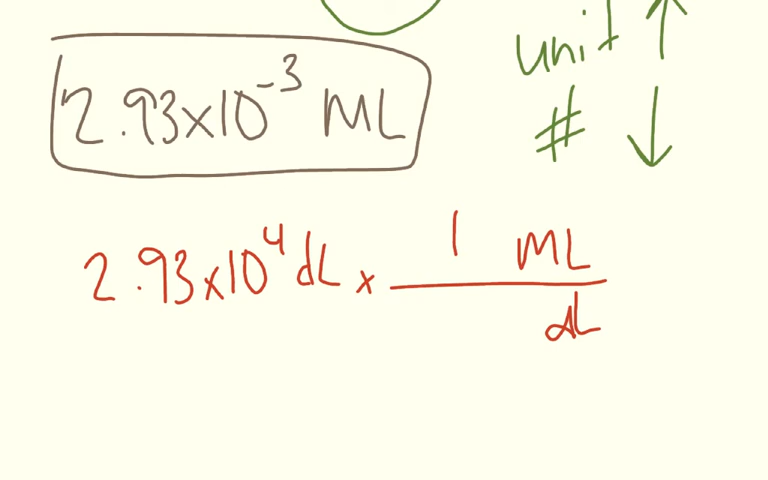 unit ↑
2.93x10⁻³ ML
# ↓
2.93x10⁴ dL x 1 ML
dL